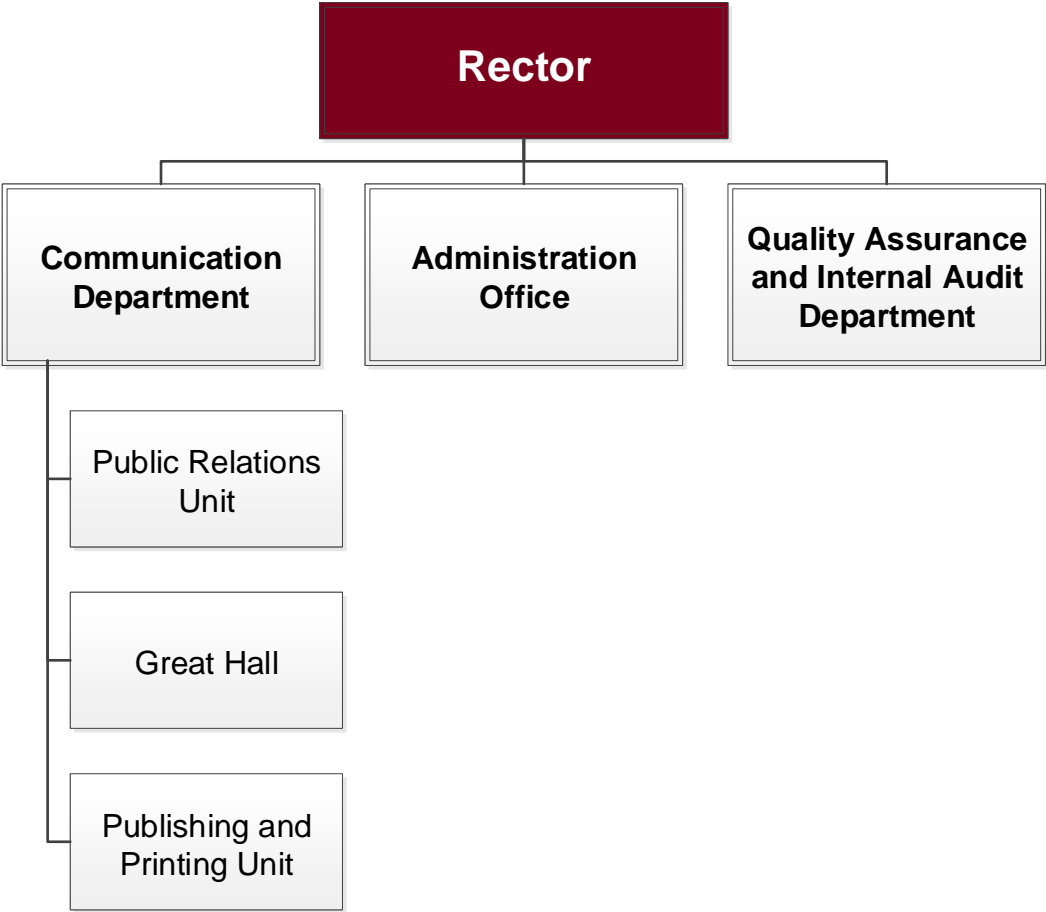 Rector
Communication
Department
Administration
Office
Quality Assurance
and Internal Audit
Department
Public Relations
Unit
Great Hall
Publishing and
Printing Unit